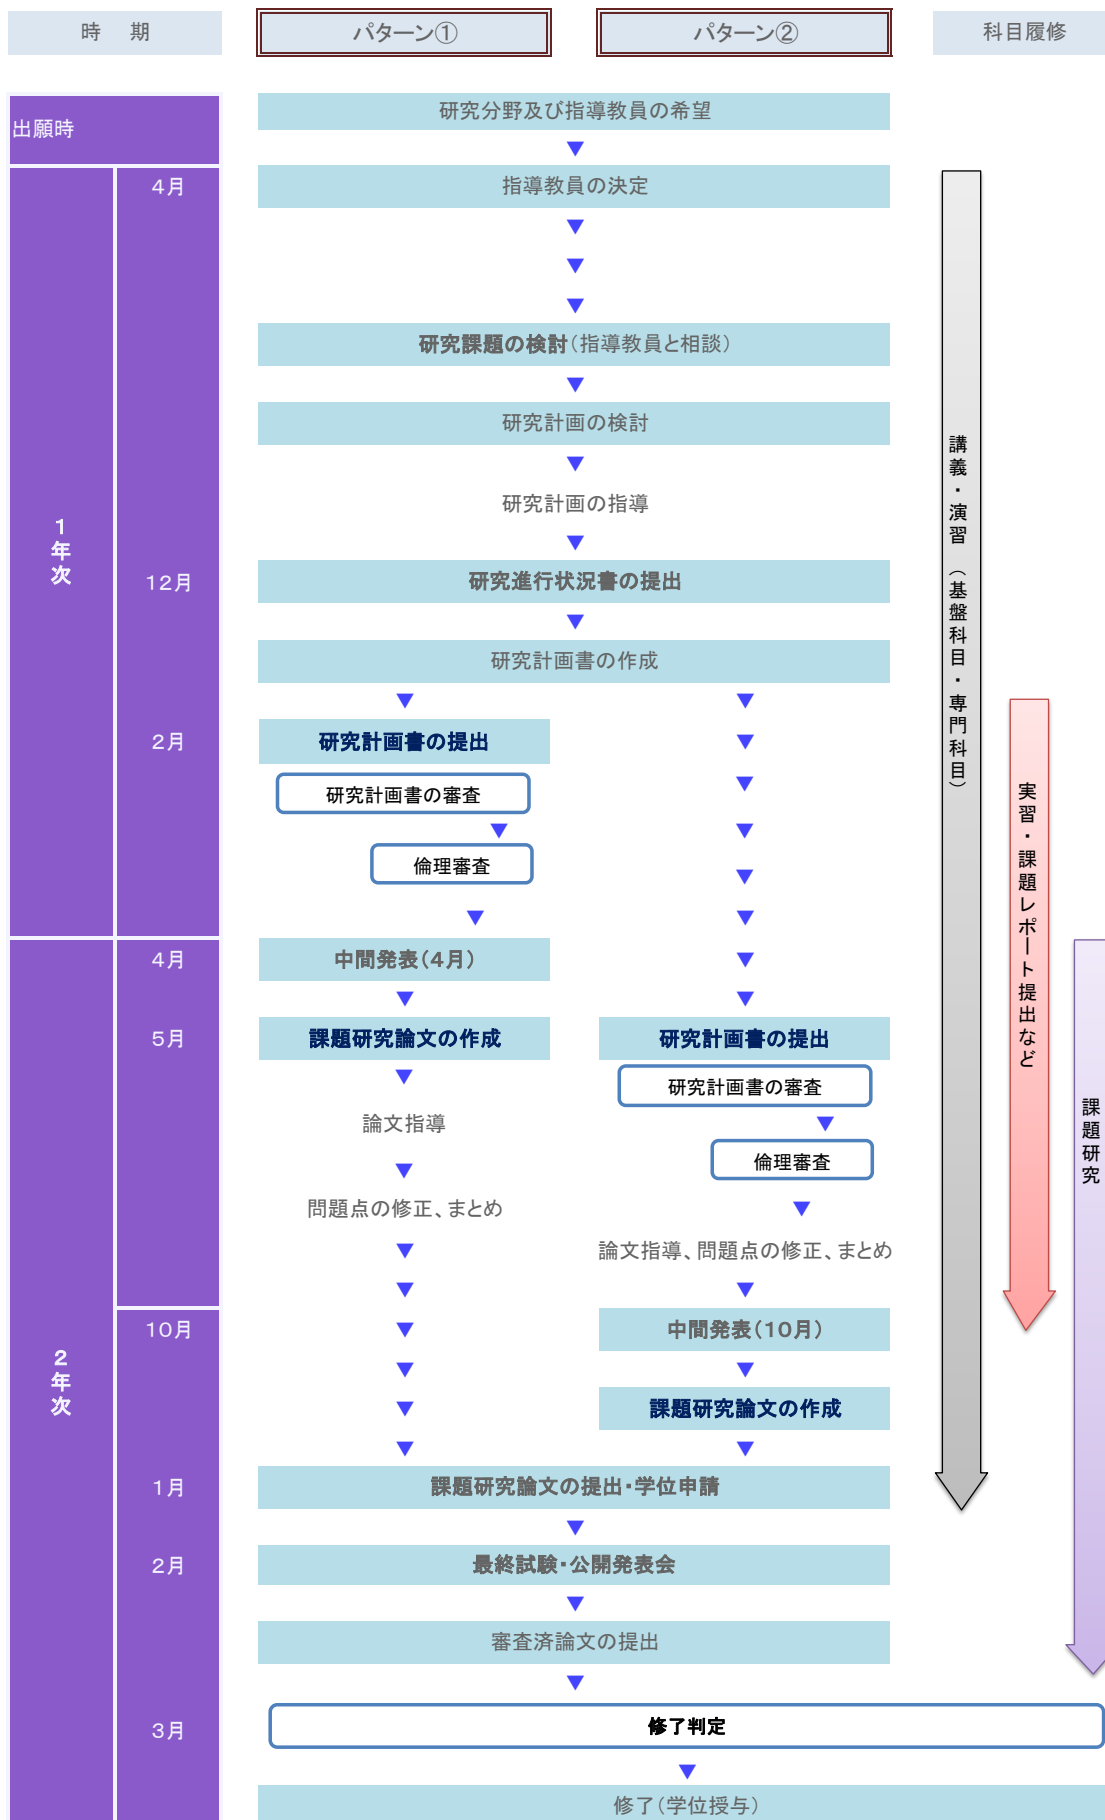 時　期
パターン①
パターン②
科目履修
出願時
研究分野及び指導教員の希望
1年次
4月
指導教員の決定
研究課題の検討(指導教員と相談)
研究計画の検討
研究計画の指導
12月
研究進行状況書の提出
研究計画書の作成
2月
研究計画書の提出
研究計画書の審査
倫理審査
2年次
4月
中間発表(4月)
5月
課題研究論文の作成
研究計画書の提出
研究計画書の審査
論文指導
倫理審査
問題点の修正、まとめ
論文指導、問題点の修正、まとめ
10月
中間発表(10月)
課題研究論文の作成
1月
課題研究論文の提出・学位申請
2月
最終試験・公開発表会
審査済論文の提出
3月
修了判定
修了(学位授与)
講義・演習（基盤科目・専門科目）
実習・課題レポート提出など
課題研究